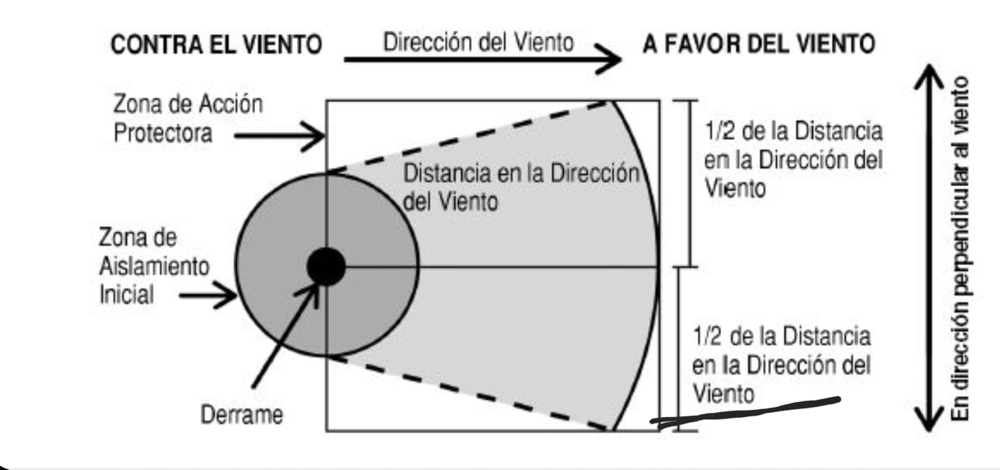 CONTRA EL VIENTO
Dirección del Viento
A FAVOR DEL VIENTO
Zona de Acción
Protectora
1/2 de la Distancia
en la Dirección del
Viento
Distancia en la Dirección
del Viento
Zona de
Aislamiento
Inicial
1/2 de la Distancia
en la Dirección del
Viento
Derrame
En dirección perpendicular al viento